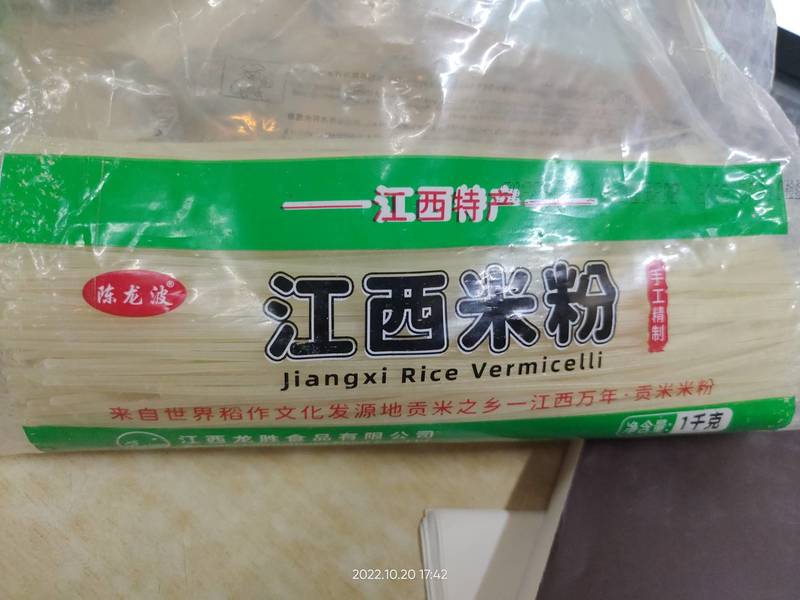 江西特产
陈龙波®
江西米粉
手工精制
Jiangxi Rice Vermicelli
来自世界稻作文化发源地贡米之乡一江西万年·贡米米粉
江西龙胜食品有限公司
净含量:1千克
2022.10.20 17:42